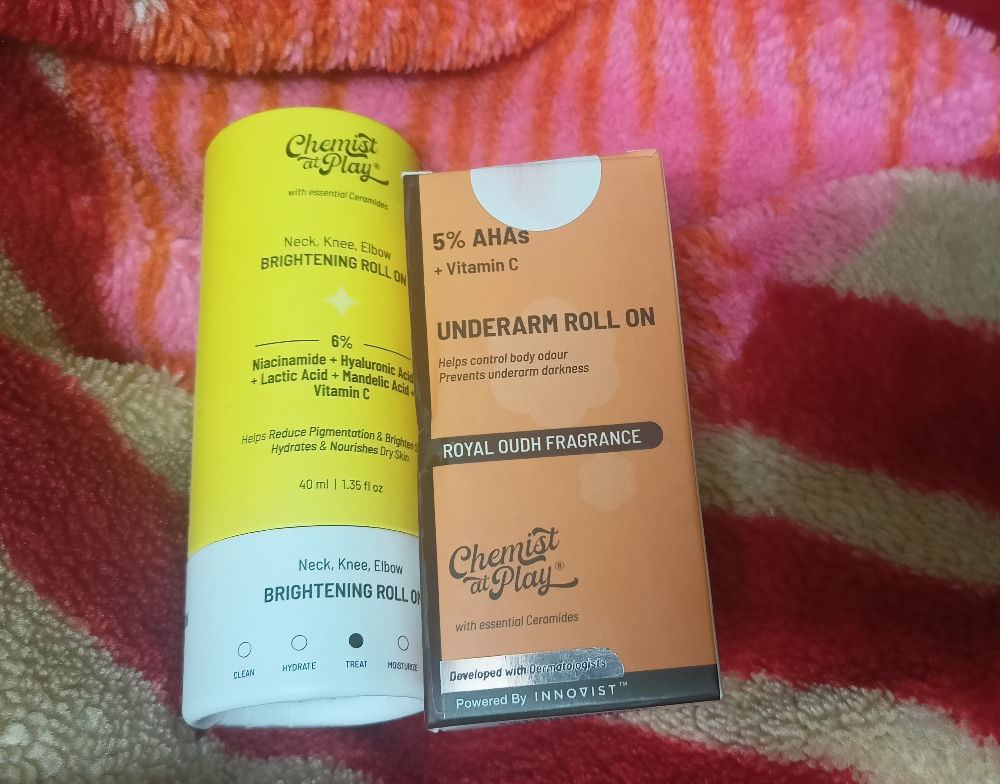 Chemist
at Play®
with essential Ceramides
Neck, Knee, Elbow
BRIGHTENING ROLL ON
6%
Niacinamide + Hyaluronic Acid
+ Lactic Acid + Mandelic Acid +
Vitamin C
Helps Reduce Pigmentation & Brighten
Hydrates & Nourishes Dry Skin
40 ml | 1.35 fl oz
Neck, Knee, Elbow
BRIGHTENING ROLL ON
CLEAN
HYDRATE
TREAT
MOISTURIZE
5% AHAs
+ Vitamin C
UNDERARM ROLL ON
Helps control body odour
Prevents underarm darkness
ROYAL OUDH FRAGRANCE
Chemist
at Play®
with essential Ceramides
Developed with Dermatologists
Powered By INNOVIST™